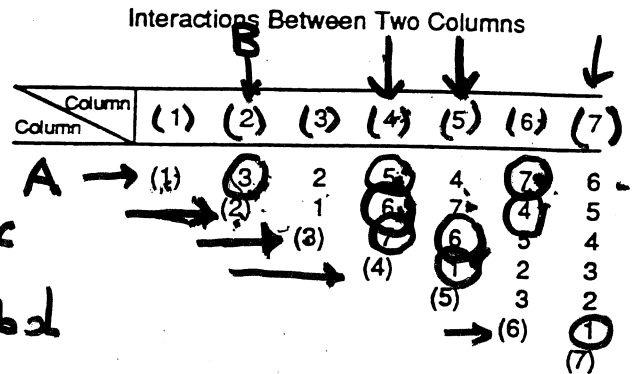 Interactions Between Two Columns
B
Column (1) (2) (3) (4) (5) (6) (7)
Column
A (1) 3 2 5 4 7 6
(2) 1 6 7 4 5
c (3) 7 6 5 4
(4) 1 2 3
(5) 3 2
bd (6) 1
(7)